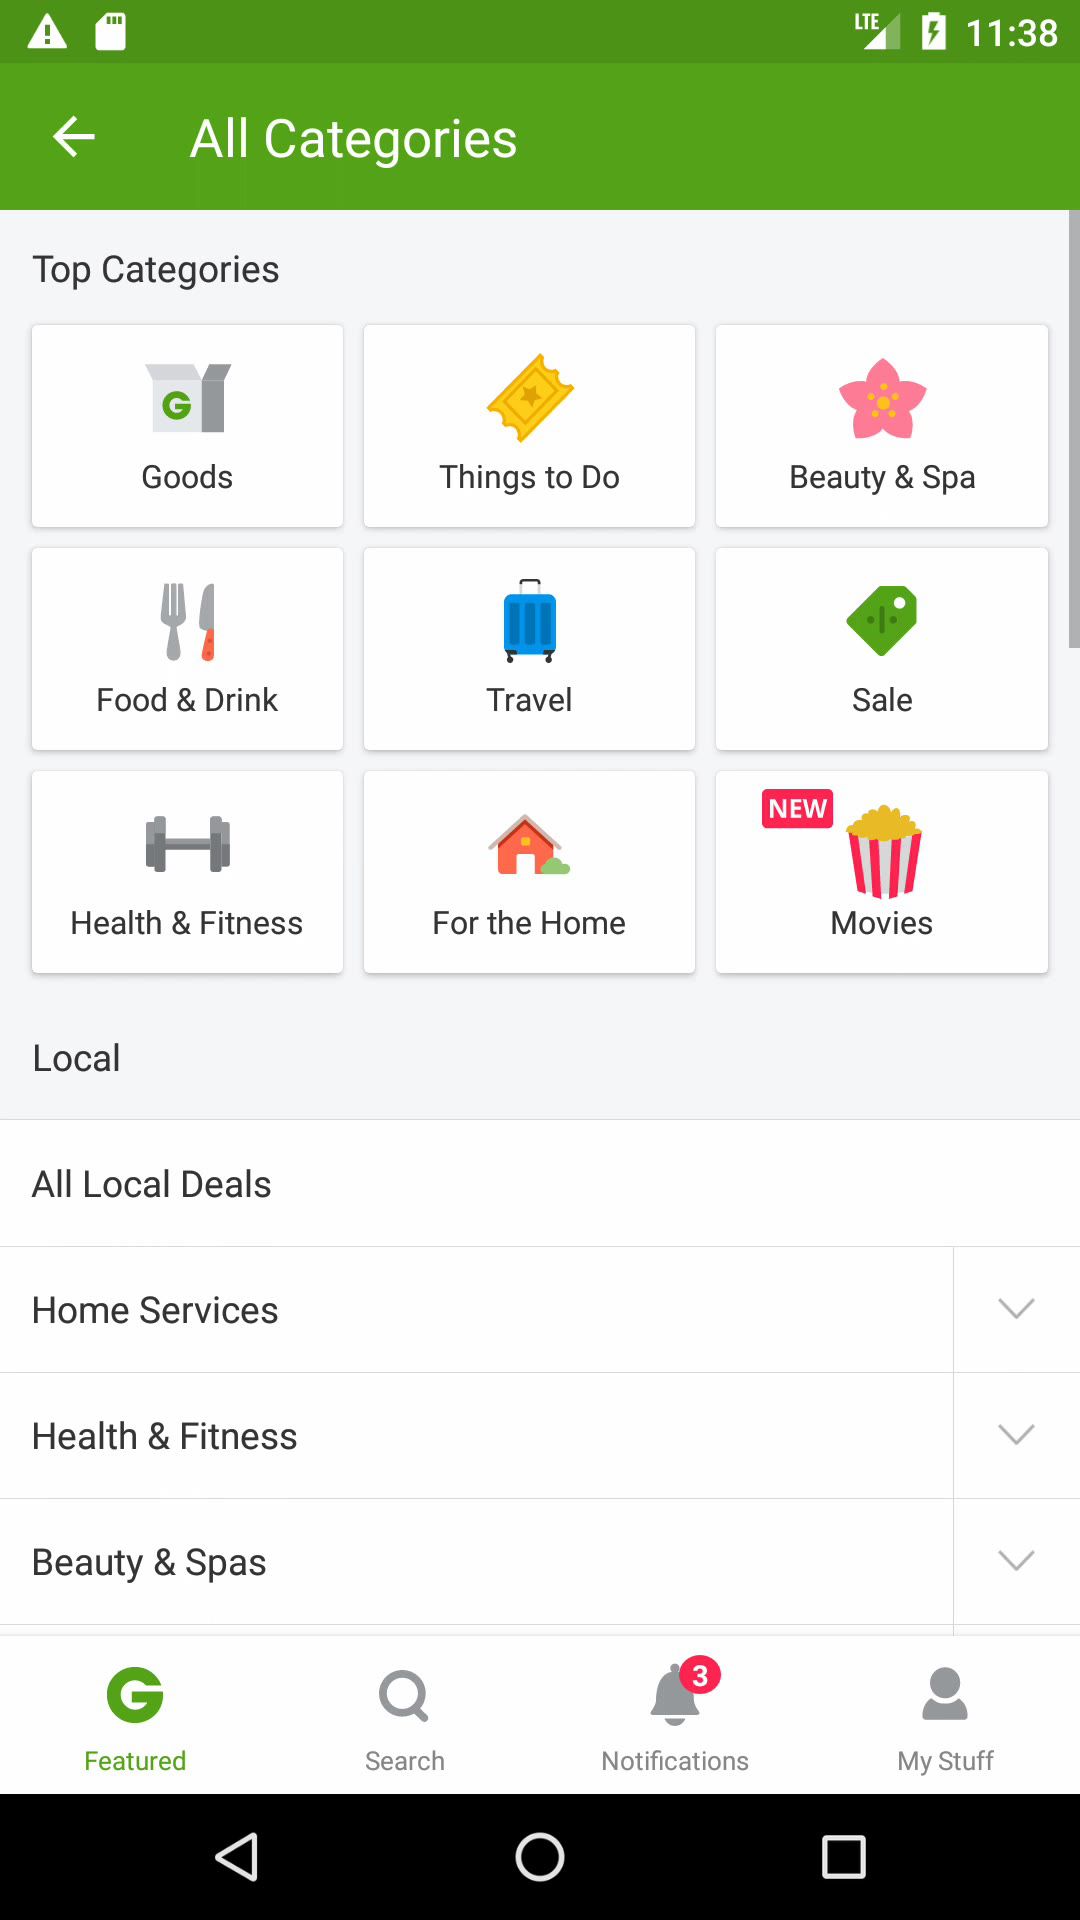 LTE 11:38
All Categories
Top Categories
Goods
Things to Do
Beauty & Spa
Food & Drink
Travel
Sale
Health & Fitness
For the Home
NEW
Movies
Local
All Local Deals
Home Services
Health & Fitness
Beauty & Spas
3
Featured
Search
Notifications
My Stuff